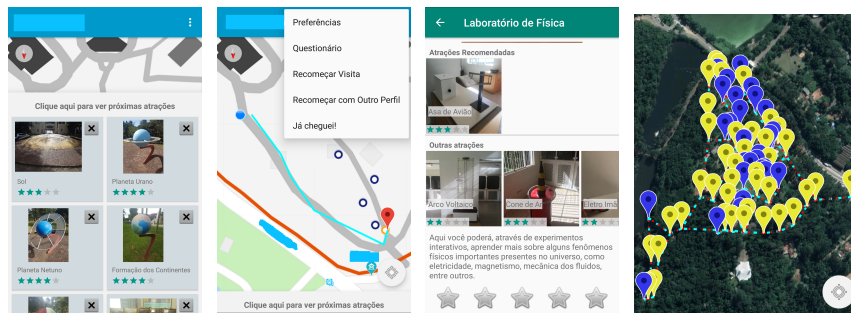 Clique aqui para ver próximas atrações
Sol
Planeta Urano
Planeta Netuno
Formação dos Continentes
Preferências
Questionário
Recomeçar Visita
Recomeçar com Outro Perfil
Já cheguei!
Clique aqui para ver próximas atrações
Laboratório de Física
Atrações Recomendadas
Asa de Avião
Outras atrações
Arco Voltaico
Cone de Ar
Eletro Imã
Aqui você poderá, através de experimentos
interativos, aprender mais sobre alguns fenômenos
físicos importantes presentes no universo, como
eletricidade, magnetismo, mecânica dos fluidos,
entre outros.